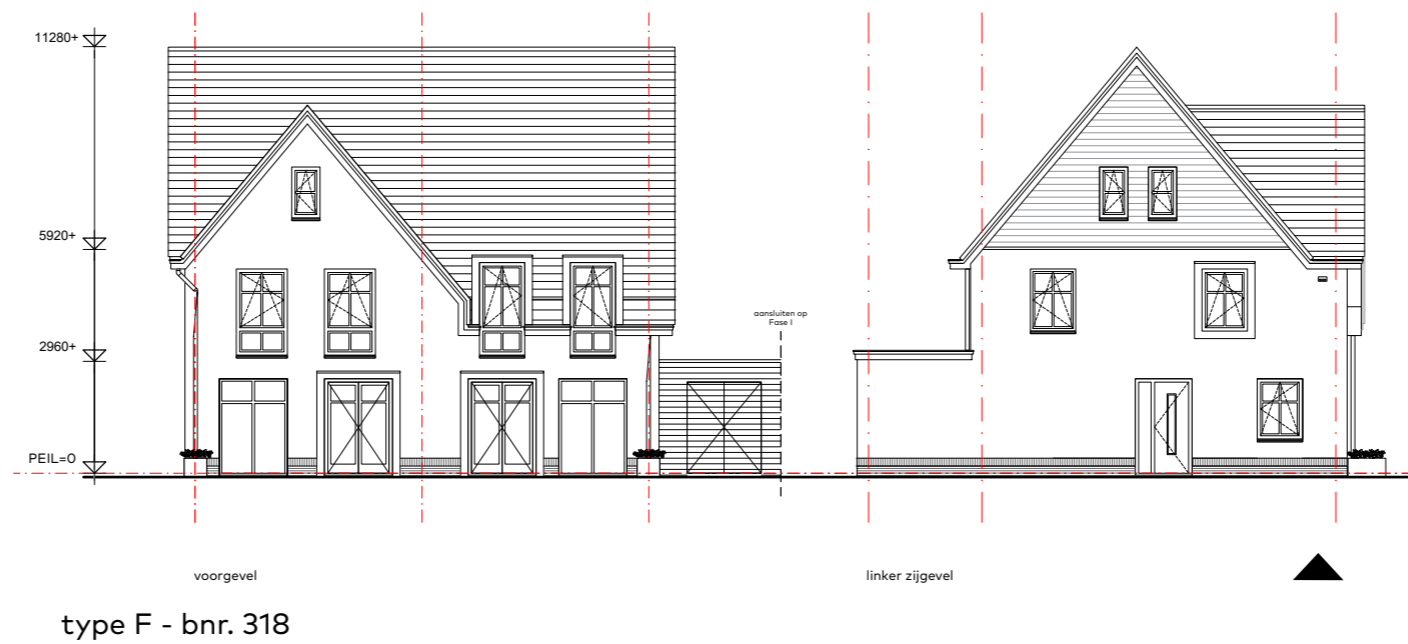 11280+
5920+
2960+
PEIL=0
aansluiten op
Fase I
voorgevel
linker zijgevel
type F - bnr. 318